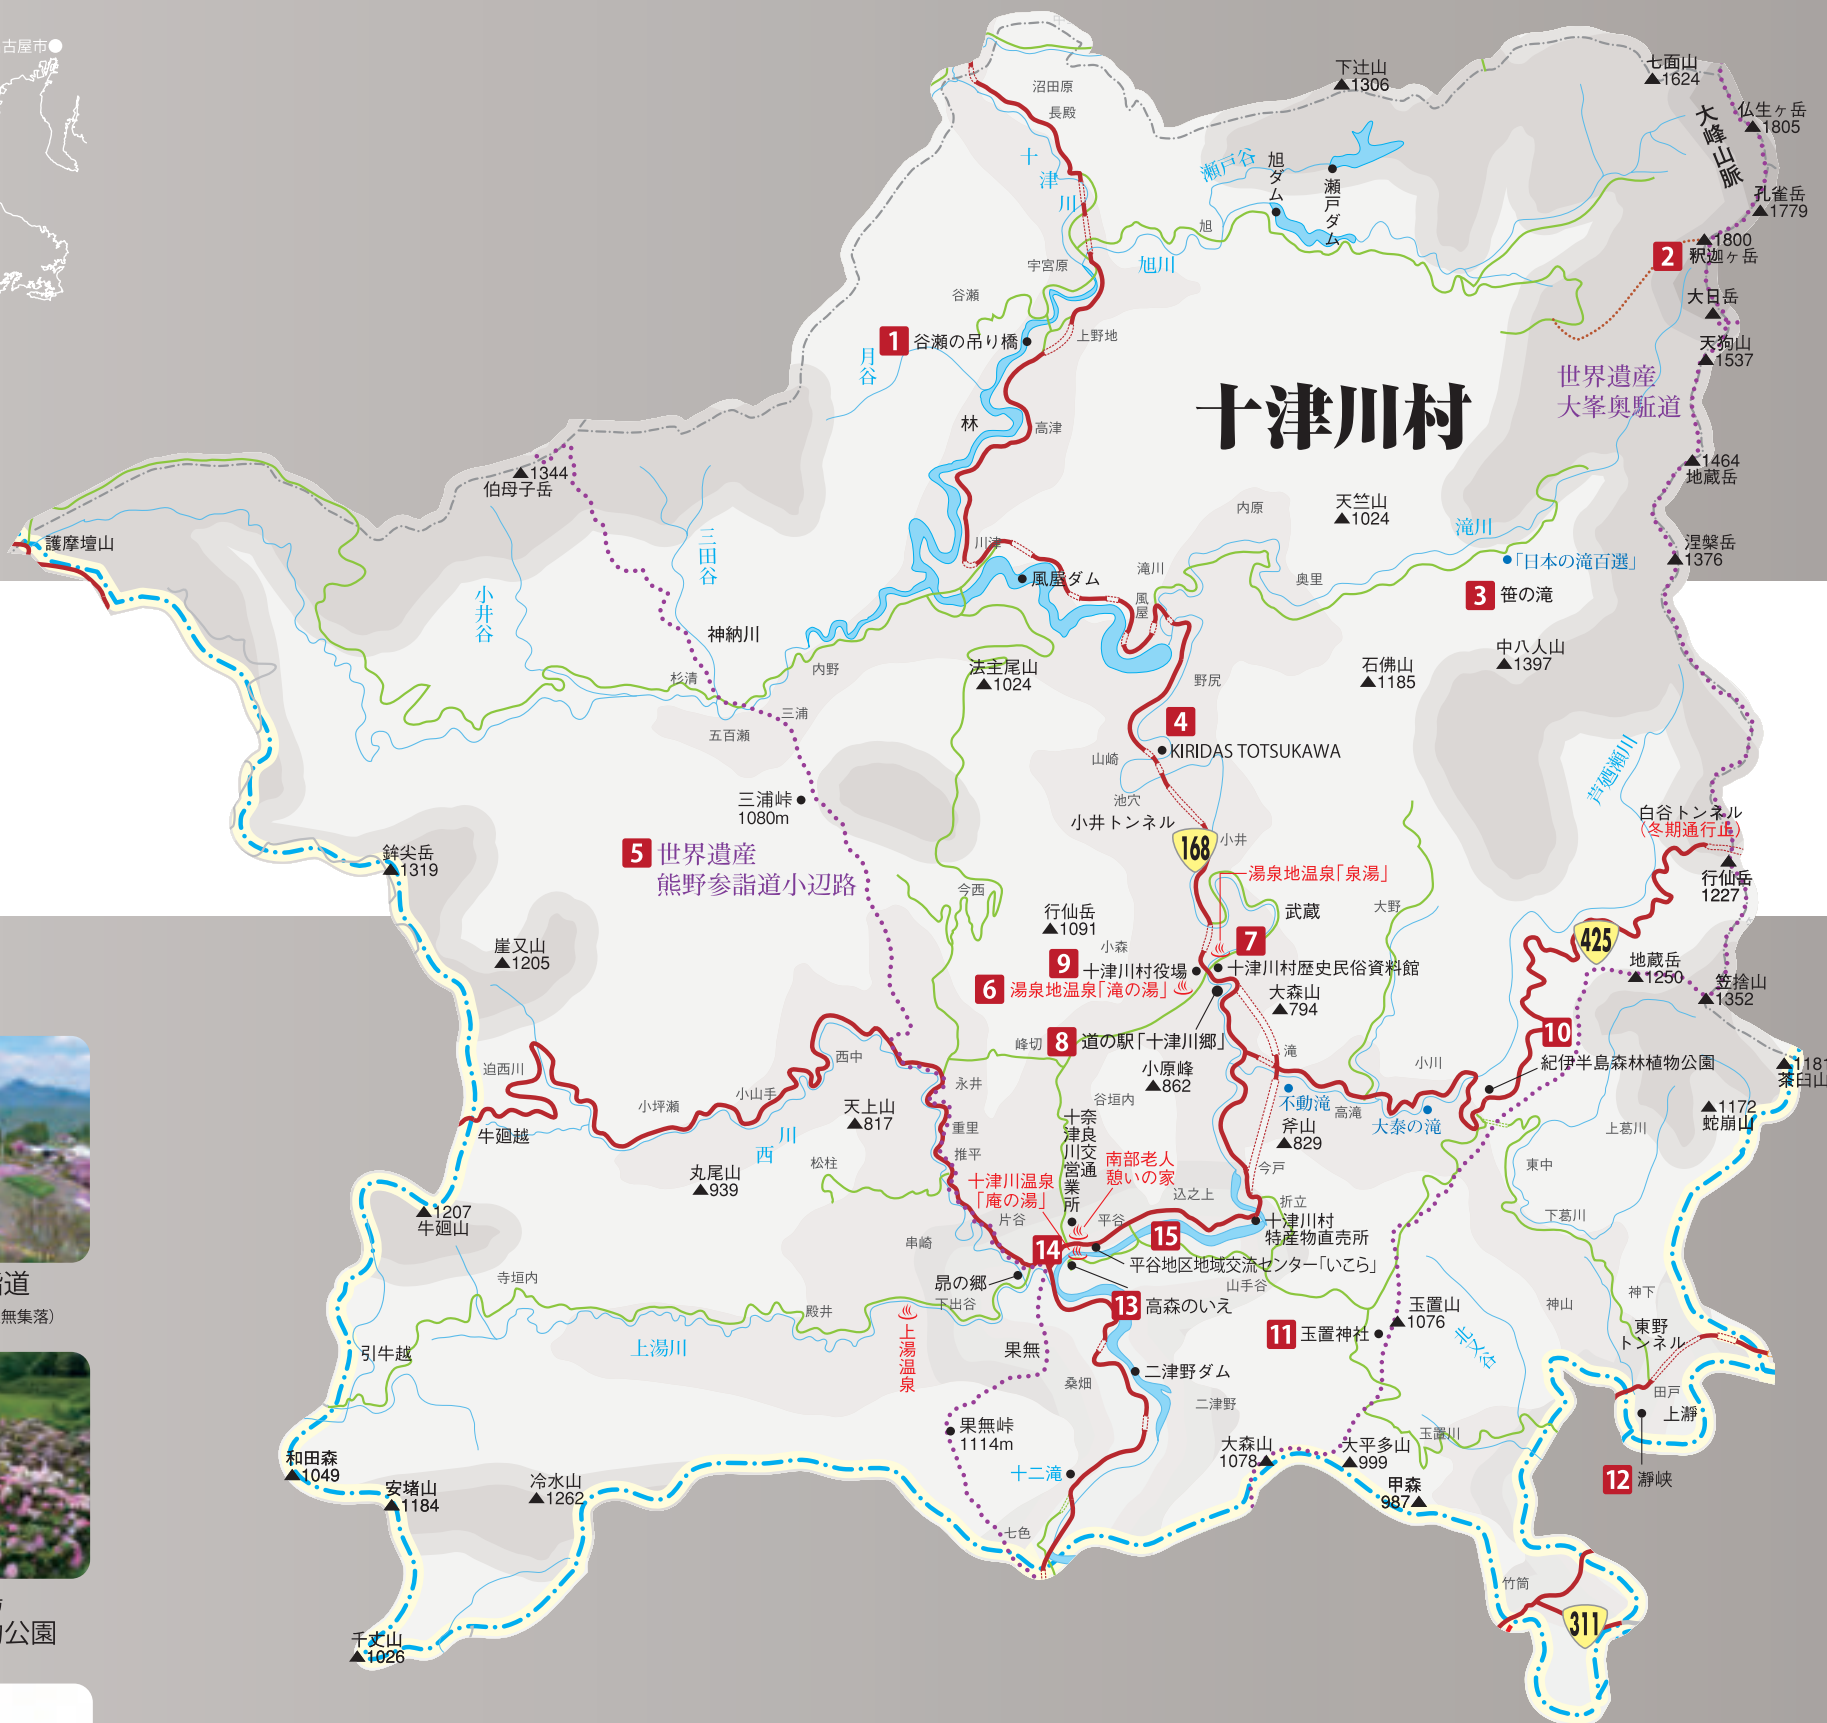 古屋市
沼田原
長殿
十津川
下辻山
1306
七面山
1624
大峰山脈
仏生ヶ岳
1805
瀬戸谷
旭ダム
瀬戸ダム
孔雀岳
1779
旭
旭川
宇宮原
2
1800
釈迦ヶ岳
谷瀬
大日岳
1
谷瀬の吊り橋
上野地
月谷
天狗山
1537
世界遺産
大峯奥駈道
十津川村
林
高津
1344
伯母子岳
1464
地蔵岳
内原
天竺山
1024
滝川
護摩壇山
三田谷
川津
風屋ダム
滝川
奥里
「日本の滝百選」
涅槃岳
1376
3
笹の滝
小井谷
風屋
神納川
法主尾山
1024
内野
杉清
野尻
石佛山
1185
中八人山
1397
三浦
五百瀬
4
KIRIDAS TOTSUKAWA
山崎
芦廼瀬川
三浦峠
1080m
池穴
小井トンネル
168
小井
白谷トンネル
(冬期通行止)
5
世界遺産
熊野参詣道小辺路
鉾尖岳
1319
湯泉地温泉「泉湯」
行仙岳
1227
今西
行仙岳
1091
武蔵
大野
崖又山
1205
小森
7
425
9
十津川村役場
十津川村歴史民俗資料館
地蔵岳
1250
6
湯泉地温泉「滝の湯」
大森山
794
笠捨山
1352
峰切
8
道の駅「十津川郷」
滝
10
小川
紀伊半島森林植物公園
1181
茶臼山
迫西川
西中
小原峰
862
永井
谷垣内
不動滝
高滝
大泰の滝
1172
蛇崩山
小山手
小坪瀬
天上山
817
牛廻越
西川
重里
奈良交通
十津川営業所
斧山
829
上葛川
推平
松柱
南部老人
憩いの家
今戸
東中
丸尾山
939
十津川温泉
「庵の湯」
込之上
折立
1207
牛廻山
片谷
平谷
15
十津川村
特産物直売所
下葛川
串崎
14
平谷地区地域交流センター「いこら」
寺垣内
昴の郷
下出谷
山手谷
殿井
13
高森のいえ
神山
神下
上湯温泉
11
玉置神社
玉置山
1076
東野
トンネル
引牛越
上湯川
果無
北又谷
二津野ダム
桑畑
二津野
田戸
上瀞
果無峠
1114m
大森山
1078
大平多山
999
玉置川
和田森
1049
冷水山
1262
十二滝
12
瀞峡
安堵山
1184
甲森
987
七色
竹筒
311
千丈山
1026
道
無集落)
公園